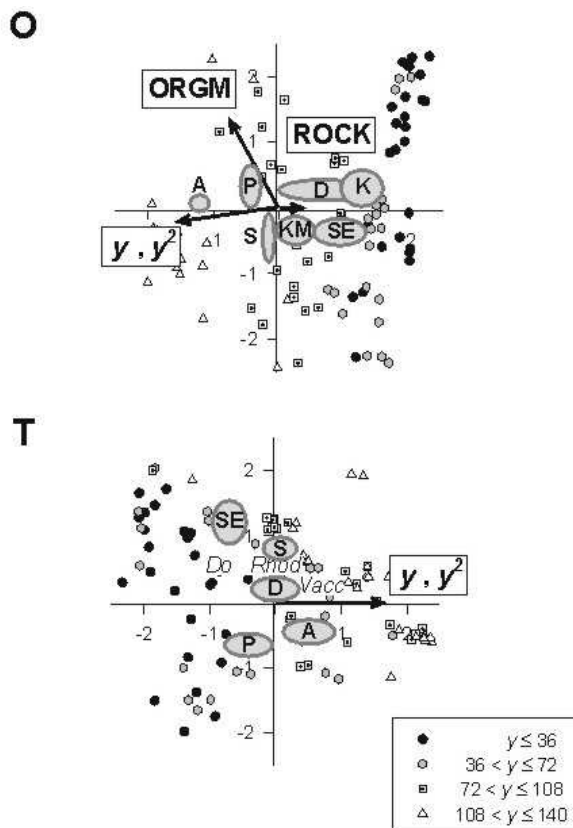 O
2
ORGM
1
ROCK
A
P
D
K
-2
1
2
y , y²
S
KM
SE
-1
-2
T
2
SE
1
S
Do
Rhod
y , y²
D
Vacc
-2
-1
1
2
A
P
-1
-2
y ≤ 36
36 < y ≤ 72
72 < y ≤ 108
108 < y ≤ 140